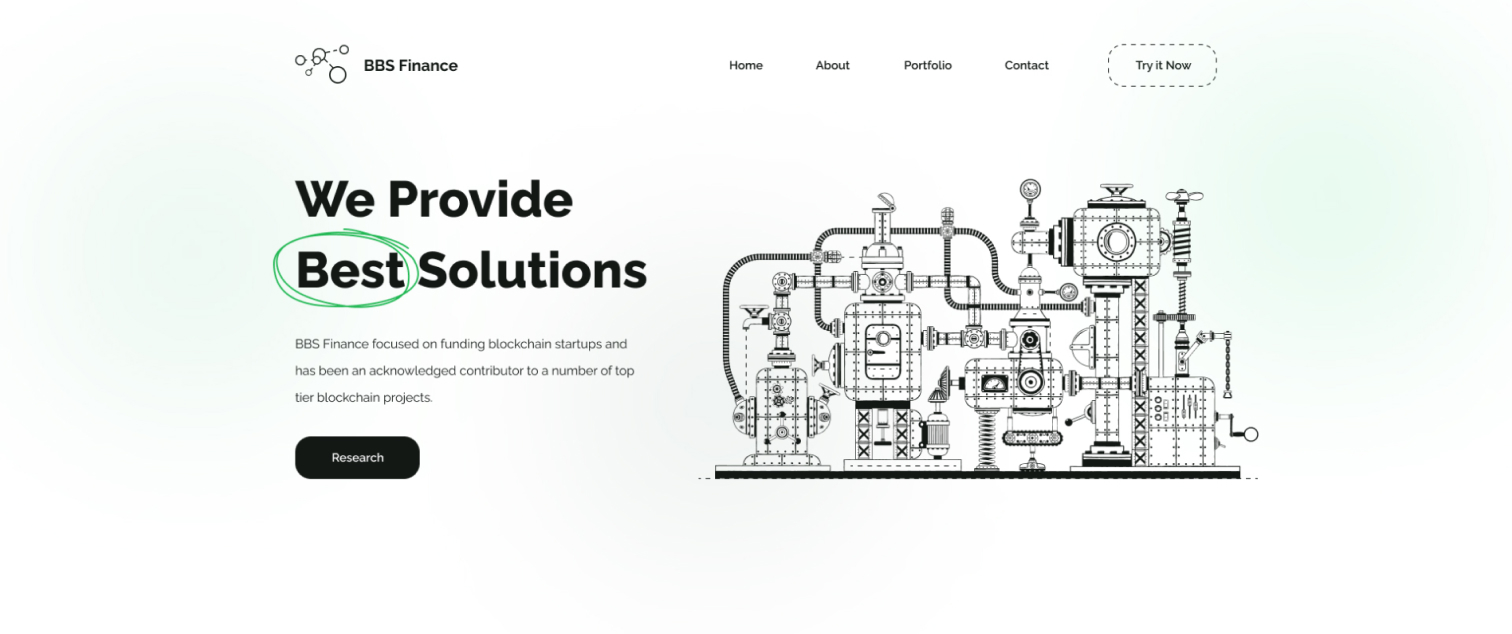 BBS Finance
Home
About
Portfolio
Contact
Try it Now
We Provide
Best Solutions
BBS Finance focused on funding blockchain startups and
has been an acknowledged contributor to a number of top
tier blockchain projects.
Research